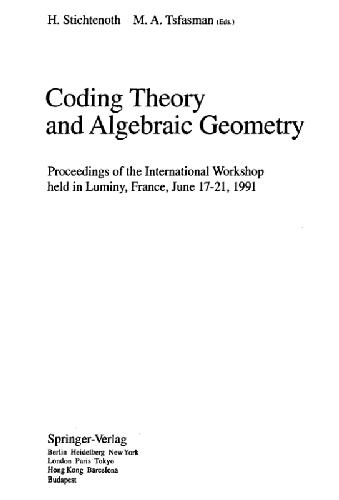 H. Stichtenoth M. A. Tsfasman (Eds.)
Coding Theory
and Algebraic Geometry
Proceedings of the International Workshop
held in Luminy, France, June 17-21, 1991
Springer-Verlag
Berlin Heidelberg New York
London Paris Tokyo
Hong Kong Barcelona
Budapest